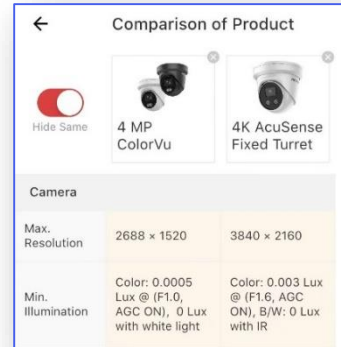 ← Comparison of Product
Hide Same
4 MP
ColorVu
4K AcuSense
Fixed Turret
Camera
Max.
Resolution
2688 × 1520
3840 × 2160
Min.
Illumination
Color: 0.0005
Lux @ (F1.0,
AGC ON), 0 Lux
with white light
Color: 0.003 Lux
@ (F1.6, AGC
ON), B/W: 0 Lux
with IR